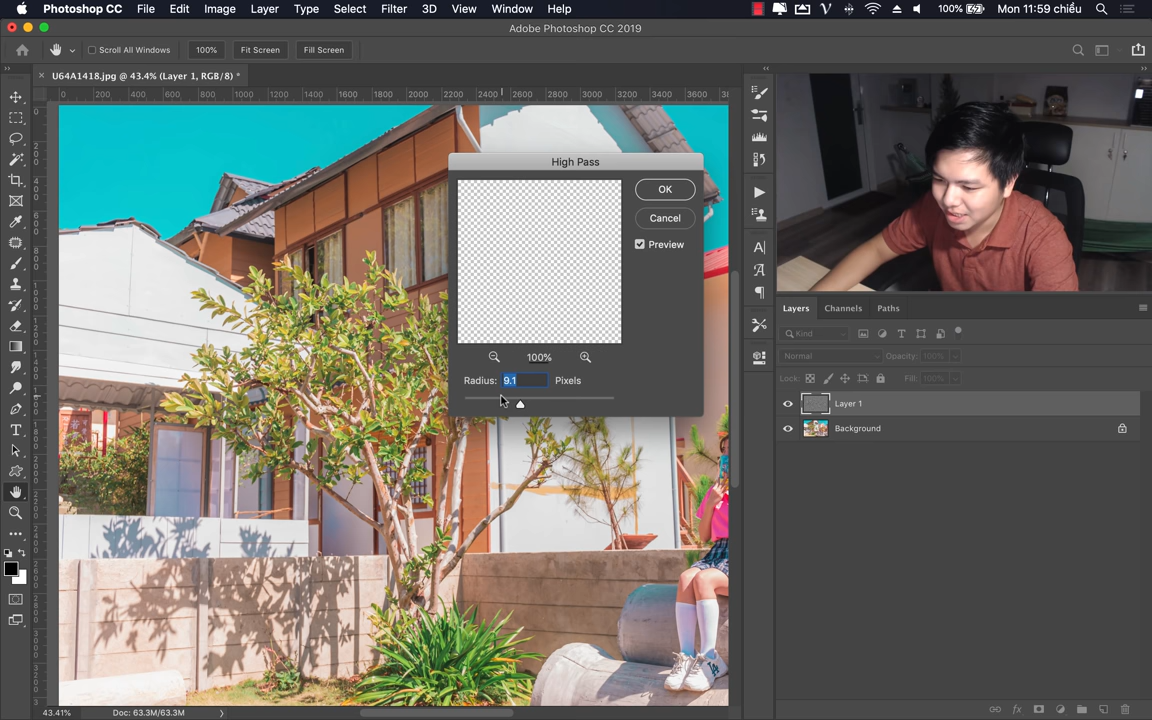 Photoshop CC File Edit Image Layer Type Select Filter 3D View Window Help 100% Mon 11:59 chiều
Adobe Photoshop CC 2019
Scroll All Windows 100% Fit Screen Fill Screen
U64A1418.jpg @ 43.4% (Layer 1, RGB/8) *
0 200 400 600 800 1000 1200 1400 1600 1800 2000 2200 2400 2600 2800 3000 3200 3400 3600
High Pass
OK
Cancel
Preview
100%
Radius: 9.1 Pixels
Layers Channels Paths
Kind
Normal Opacity: 100%
Lock: Fill: 100%
Layer 1
Background
43.41% Doc: 63.3M/63.3M